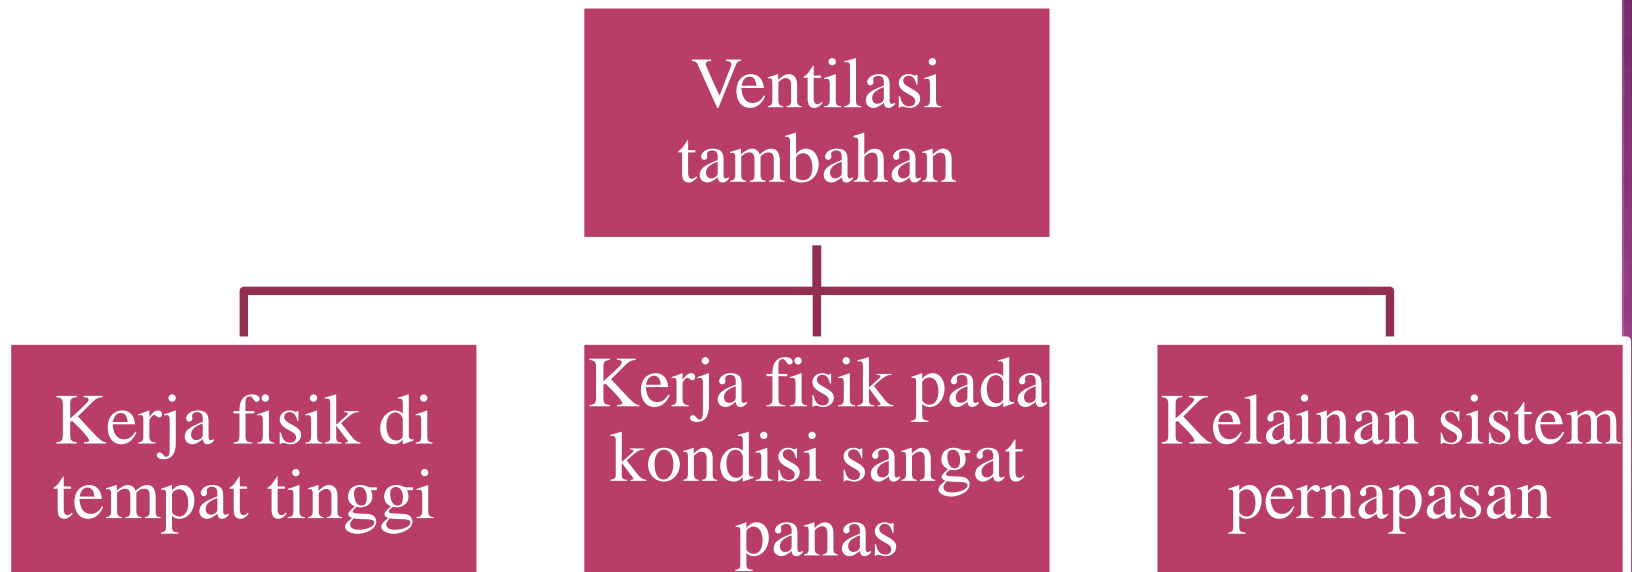 Ventilasi
tambahan
Kerja fisik di
tempat tinggi
Kerja fisik pada
kondisi sangat
panas
Kelainan sistem
pernapasan